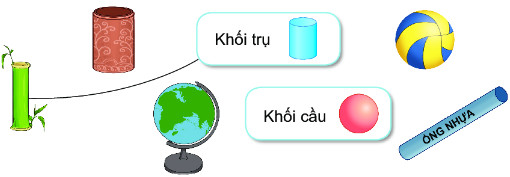 Khối trụ
Khối cầu
ỐNG NHỰA